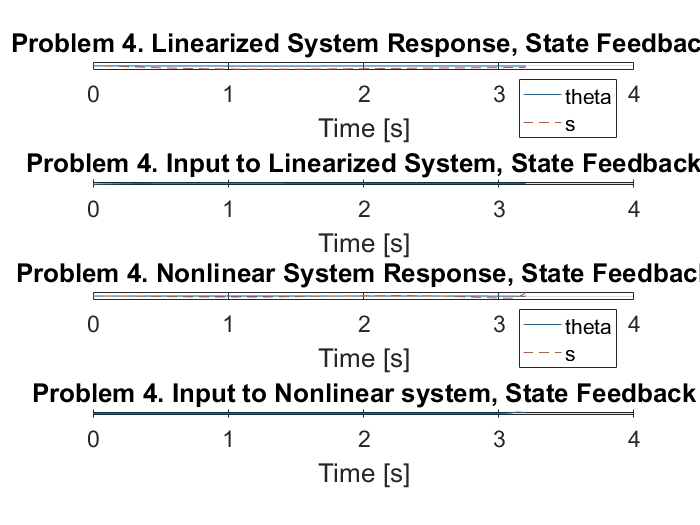 Problem 4. Linearized System Response, State Feedbac
0 1 2 3 4
Time [s]
theta
s
Problem 4. Input to Linearized System, State Feedback
0 1 2 3 4
Time [s]
Problem 4. Nonlinear System Response, State Feedbac
0 1 2 3 4
Time [s]
theta
s
Problem 4. Input to Nonlinear system, State Feedback
0 1 2 3 4
Time [s]